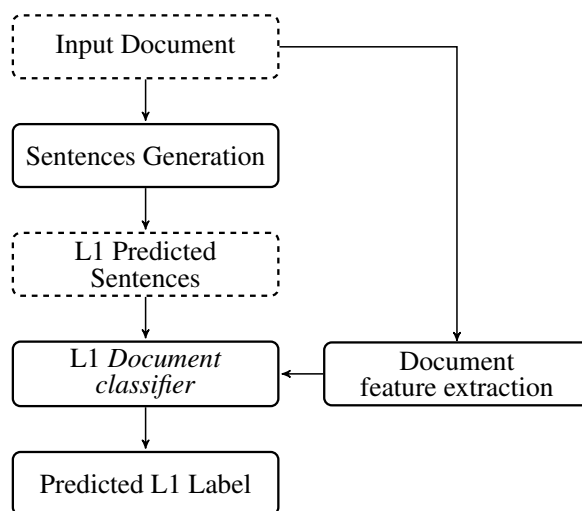 Input Document
Sentences Generation
L1 Predicted
Sentences
L1 Document
classifier
Document
feature extraction
Predicted L1 Label